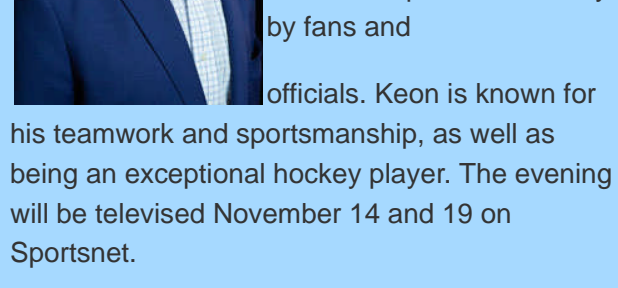 by fans and
officials. Keon is known for
his teamwork and sportsmanship, as well as
being an exceptional hockey player. The evening
will be televised November 14 and 19 on
Sportsnet.